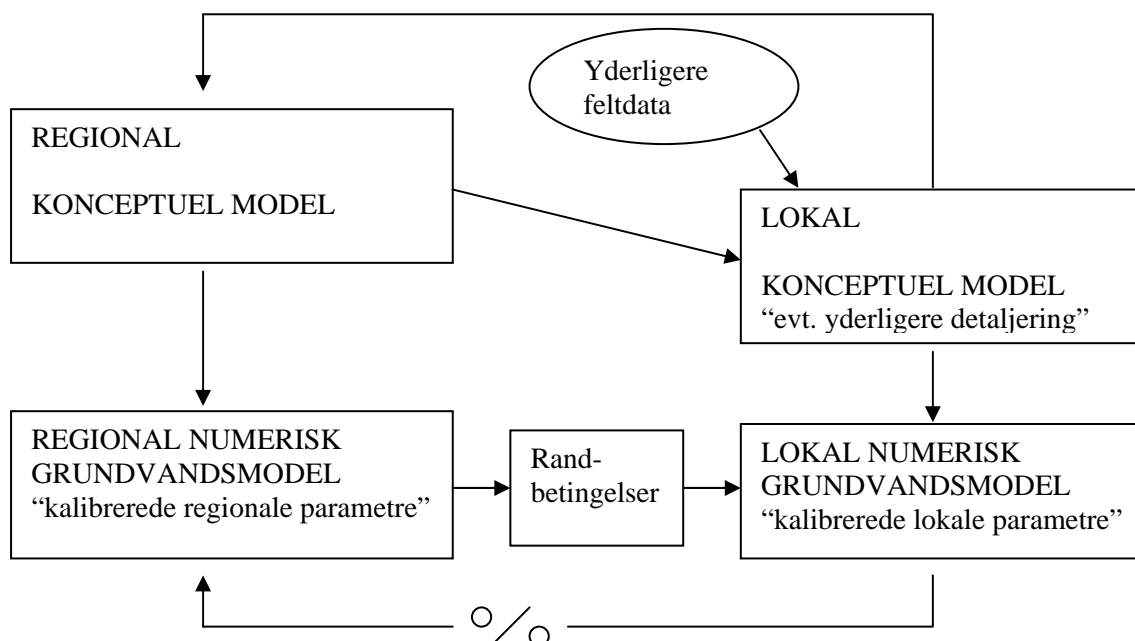 Yderligere
feltdata
REGIONAL
KONCEPTUEL MODEL
LOKAL
KONCEPTUEL MODEL
“evt. yderligere detaljering”
REGIONAL NUMERISK
GRUNDVANDSMODEL
“kalibrerede regionale parametre”
Rand-
betingelser
LOKAL NUMERISK
GRUNDVANDSMODEL
“kalibrerede lokale parametre”